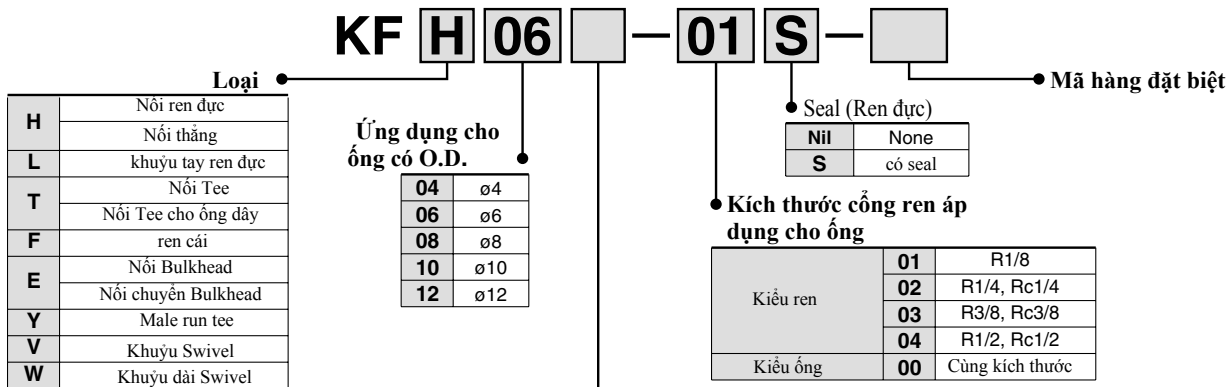 KF H 06 — 01 S —
Loại
H Nối ren đực
Nối thẳng
L khuỷu tay ren đực
T Nối Tee
Nối Tee cho ống dây
F ren cái
E Nối Bulkhead
Nối chuyển Bulkhead
Y Male run tee
V Khuỷu Swivel
W Khuỷu dài Swivel
Ứng dụng cho
ống có O.D.
04 ø4
06 ø6
08 ø8
10 ø10
12 ø12
Mã hàng đặt biệt
Seal (Ren đực)
Nil None
S có seal
Kích thước cổng ren áp
dụng cho ống
Kiểu ren 01 R1/8
02 R1/4, Rc1/4
03 R3/8, Rc3/8
04 R1/2, Rc1/2
Kiểu ống 00 Cùng kích thước